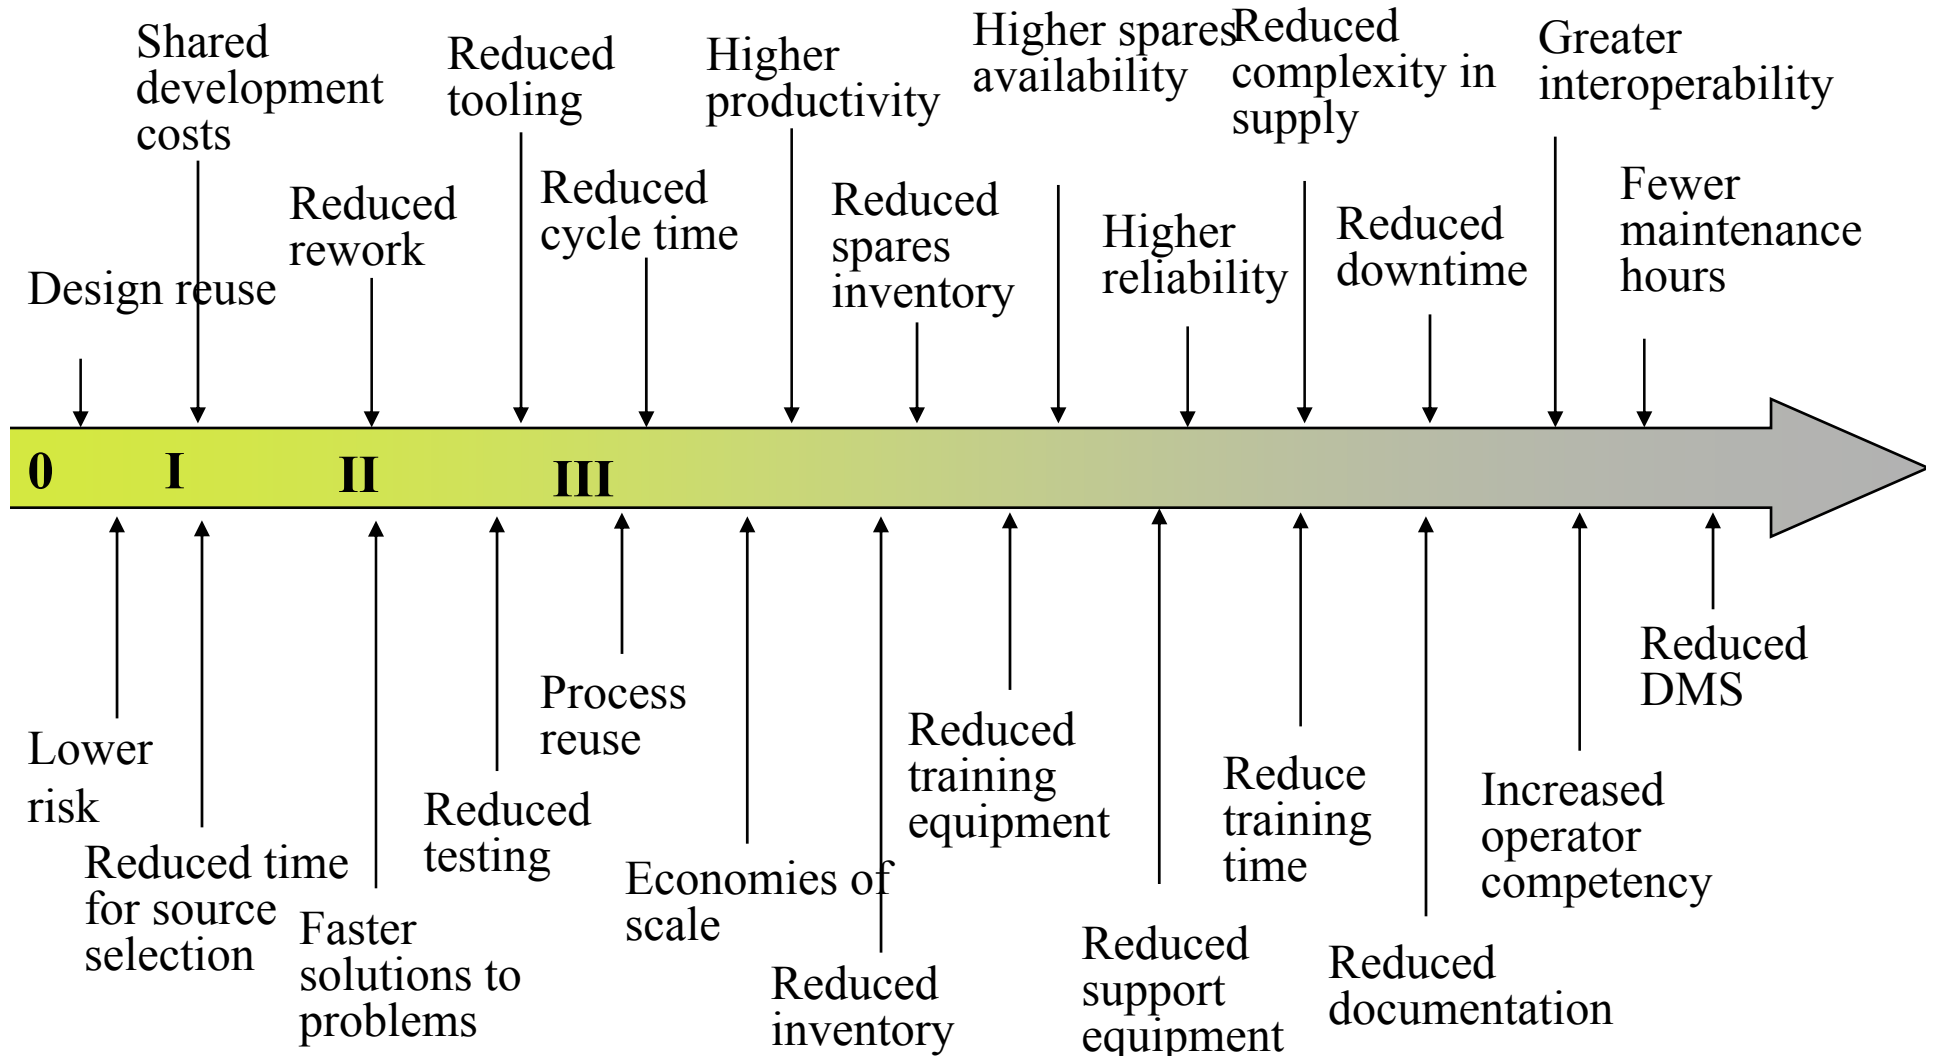 Shared
development
costs
Reduced
tooling
Higher
productivity
Higher spares
availability
Reduced
complexity in
supply
Greater
interoperability
Design reuse
Reduced
rework
Reduced
cycle time
Reduced
spares
inventory
Higher
reliability
Reduced
downtime
Fewer
maintenance
hours
0
I
II
III
Lower
risk
Reduced time
for source
selection
Faster
solutions to
problems
Reduced
testing
Process
reuse
Economies of
scale
Reduced
inventory
Reduced
training
equipment
Reduced
support
equipment
Reduce
training
time
Reduced
documentation
Increased
operator
competency
Reduced
DMS